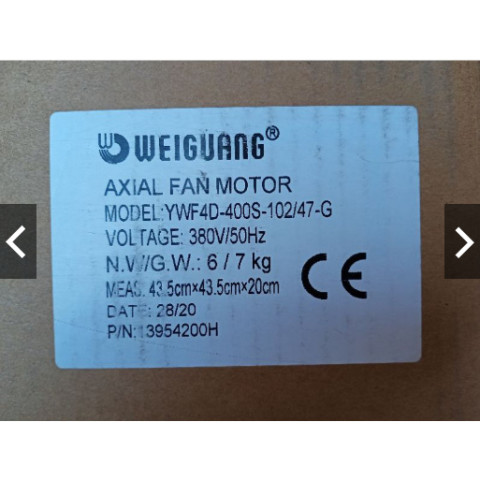 WEIGUANG®
AXIAL FAN MOTOR
MODEL:YWF4D-400S-102/47-G
VOLTAGE: 380V/50Hz
N.W/G.W.: 6 / 7 kg
MEAS. 43.5cm×43.5cm×20cm
DATE: 28/20
P/N:13954200H
CE